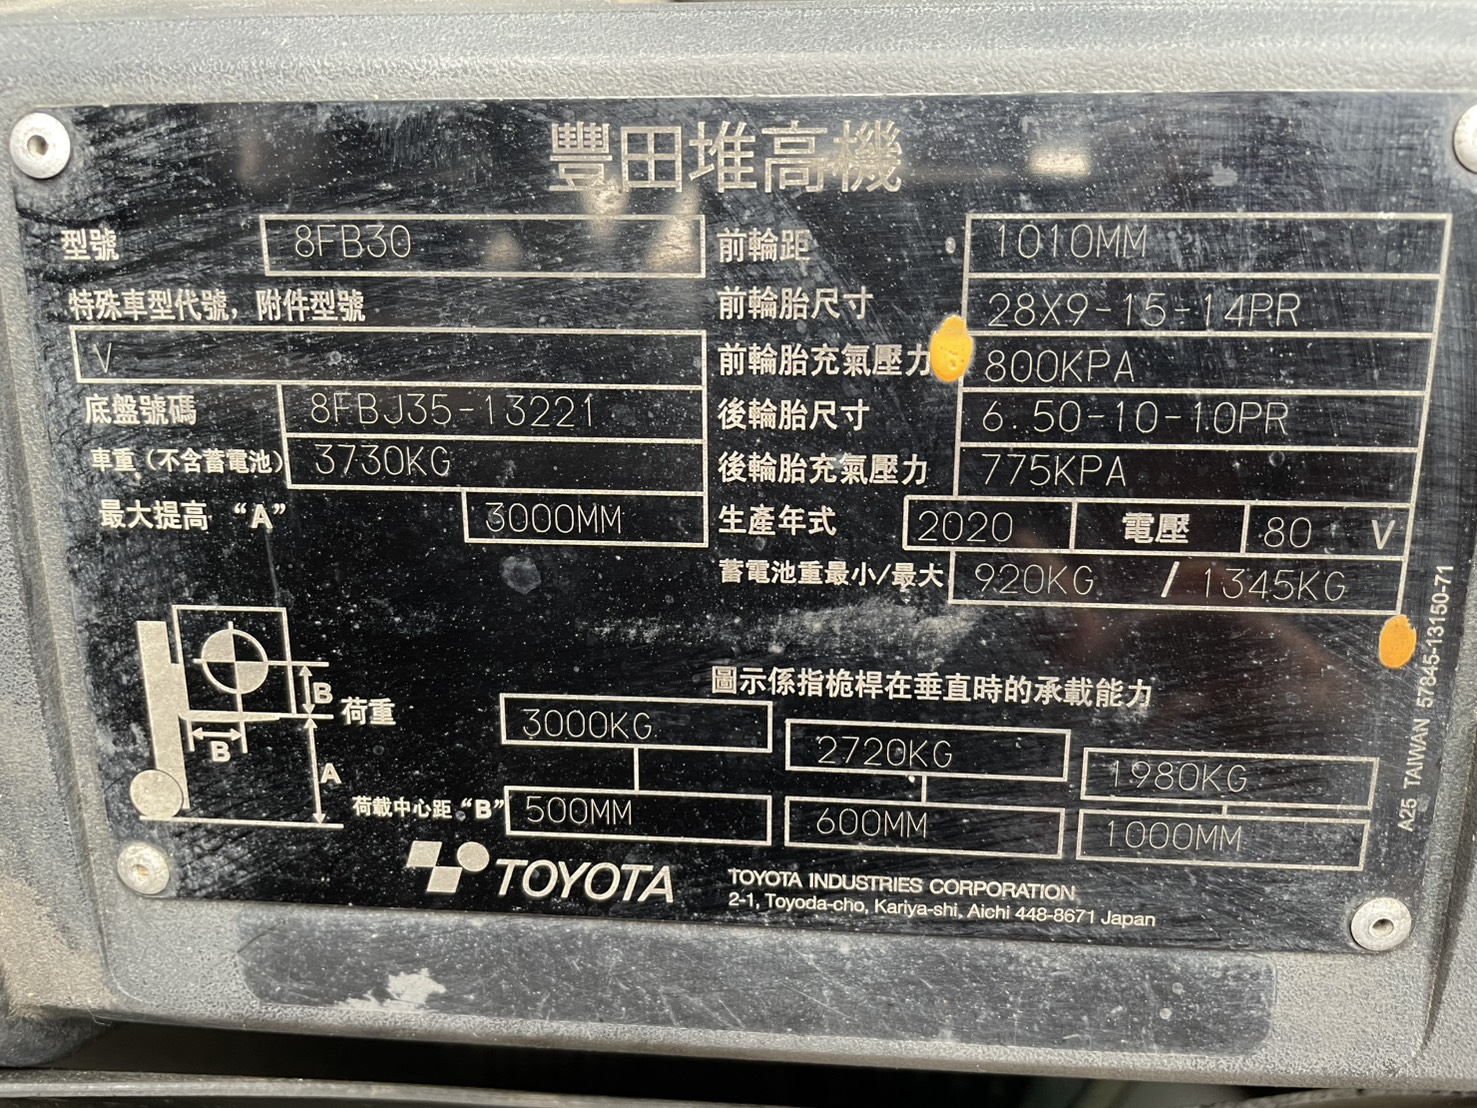 豐田堆高機
型號 8FB30
特殊車型代號，附件型號
V
底盤號碼 8FBJ35-13221
車重（不含蓄電池） 3730KG
最大提高 “A” 3000MM
前輪距 1010MM
前輪胎尺寸 28X9-15-14PR
前輪胎充氣壓力 800KPA
後輪胎尺寸 6.50-10-10PR
後輪胎充氣壓力 775KPA
生產年式 2020 電壓 80 V
蓄電池重最小/最大 920KG / 1345KG
圖示係指桅桿在垂直時的承載能力
B
B
A
荷重 3000KG 2720KG 1980KG
荷載中心距 “B” 500MM 600MM 1000MM
TOYOTA
TOYOTA INDUSTRIES CORPORATION
2-1, Toyoda-cho, Kariya-shi, Aichi 448-8671 Japan
A25 TAIWAN 57845-13150-71